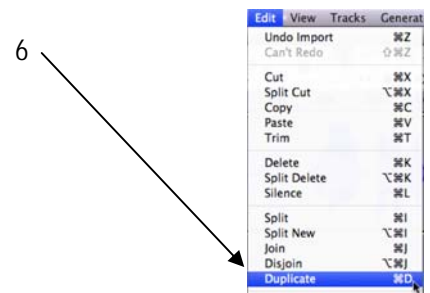 Edit View Tracks Generat
Undo Import ⌘Z
Can't Redo ⇧⌘Z
6
Cut ⌘X
Split Cut ⌥⌘X
Copy ⌘C
Paste ⌘V
Trim ⌘T
Delete ⌘K
Split Delete ⌥⌘K
Silence ⌘L
Split ⌘I
Split New ⌥⌘I
Join ⌘J
Disjoin ⌥⌘J
Duplicate ⌘D